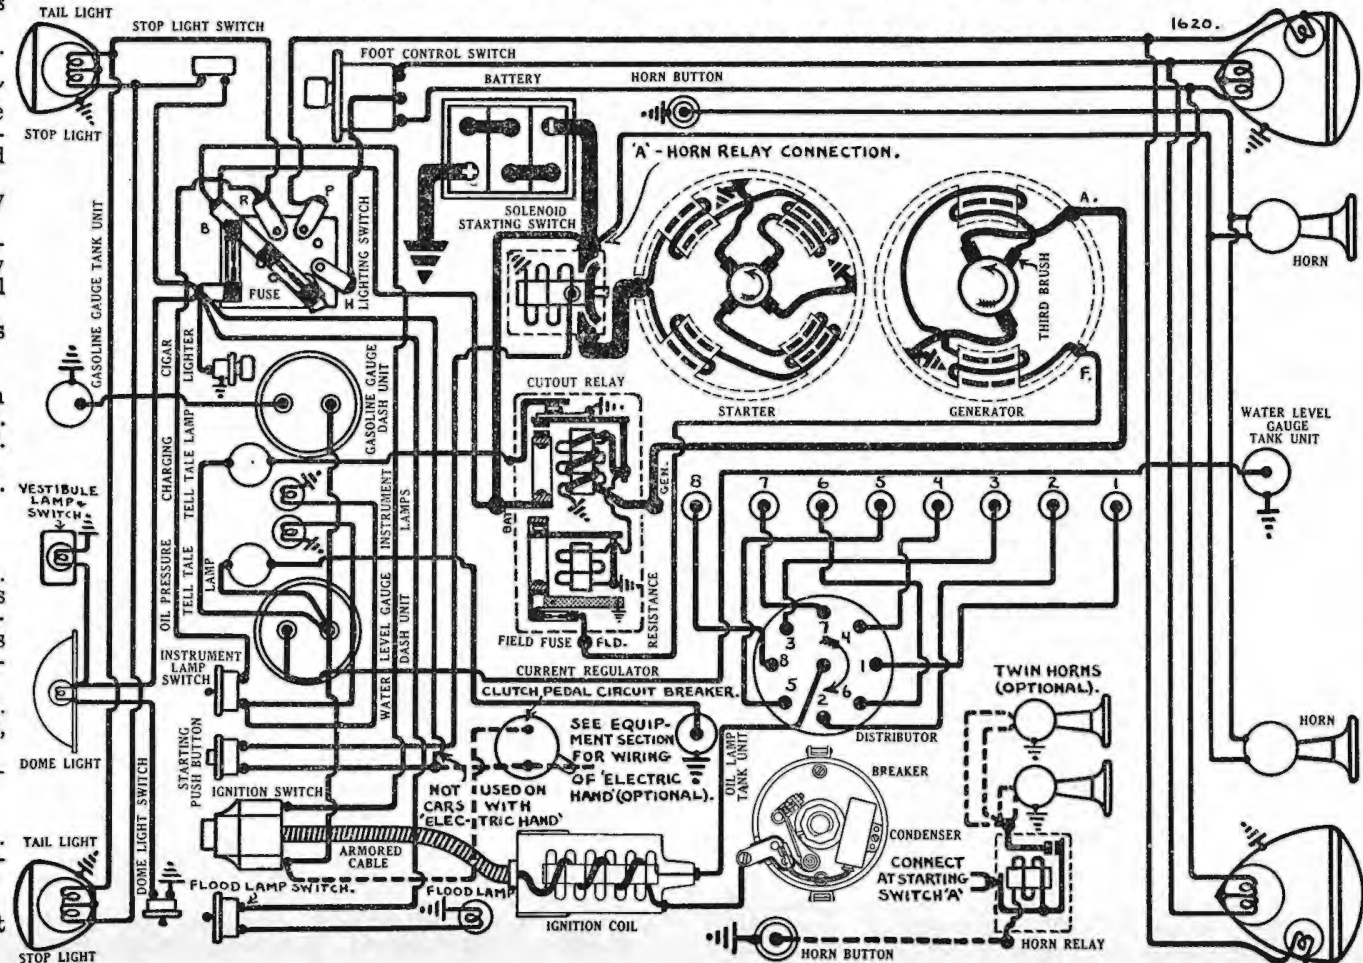 TAIL LIGHT
STOP LIGHT SWITCH
FOOT CONTROL SWITCH
1620.
BATTERY
HORN BUTTON
STOP LIGHT
'A' - HORN RELAY CONNECTION.
GASOLINE GAUGE TANK UNIT
R
P
B
O
C
H
FUSE
LIGHTING SWITCH
SOLENOID
STARTING SWITCH
A.
THIRD BRUSH
F.
HORN
CIGAR
LIGHTER
GASOLINE GAUGE
DASH UNIT
CUTOUT RELAY
STARTER
GENERATOR
WATER LEVEL
GAUGE
TANK UNIT
CHARGING
TELL TALE LAMP
GEN.
BAT
8 7 6 5 4 3 2 1
VESTIBULE
LAMP &
SWITCH.
INSTRUMENT
LAMPS
OIL PRESSURE
TELL TALE
LAMP
WATER LEVEL GAUGE
DASH UNIT
RESISTANCE
FIELD FUSE
FLD.
7
3
4
8
1
5
2
6
INSTRUMENT
LAMP
SWITCH
CURRENT REGULATOR
CLUTCH PEDAL CIRCUIT BREAKER.
TWIN HORNS
(OPTIONAL).
DOME LIGHT
STARTING
PUSH BUTTON
SEE EQUIP-
MENT SECTION
FOR WIRING
OF 'ELECTRIC
HAND' (OPTIONAL).
OIL LAMP
TANK UNIT
DISTRIBUTOR
HORN
BREAKER
DOME LIGHT SWITCH
IGNITION SWITCH
NOT USED ON
CARS WITH
'ELEC-TRIC HAND'
TAIL LIGHT
ARMORED
CABLE
CONDENSER
CONNECT
AT STARTING
SWITCH 'A'
FLOOD LAMP SWITCH.
FLOOD LAMP
IGNITION COIL
HORN RELAY
HORN BUTTON
STOP LIGHT